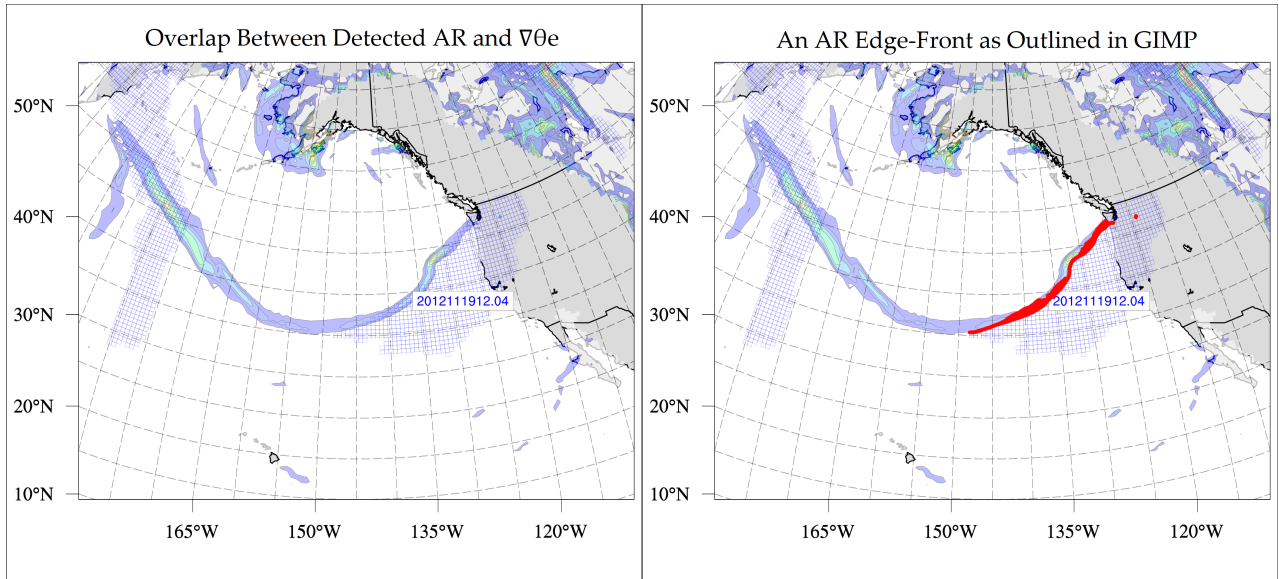 Overlap Between Detected AR and ∇θe
50°N
40°N
30°N
20°N
10°N
2012111912.04
165°W 150°W 135°W 120°W
An AR Edge-Front as Outlined in GIMP
50°N
40°N
30°N
20°N
10°N
2012111912.04
165°W 150°W 135°W 120°W